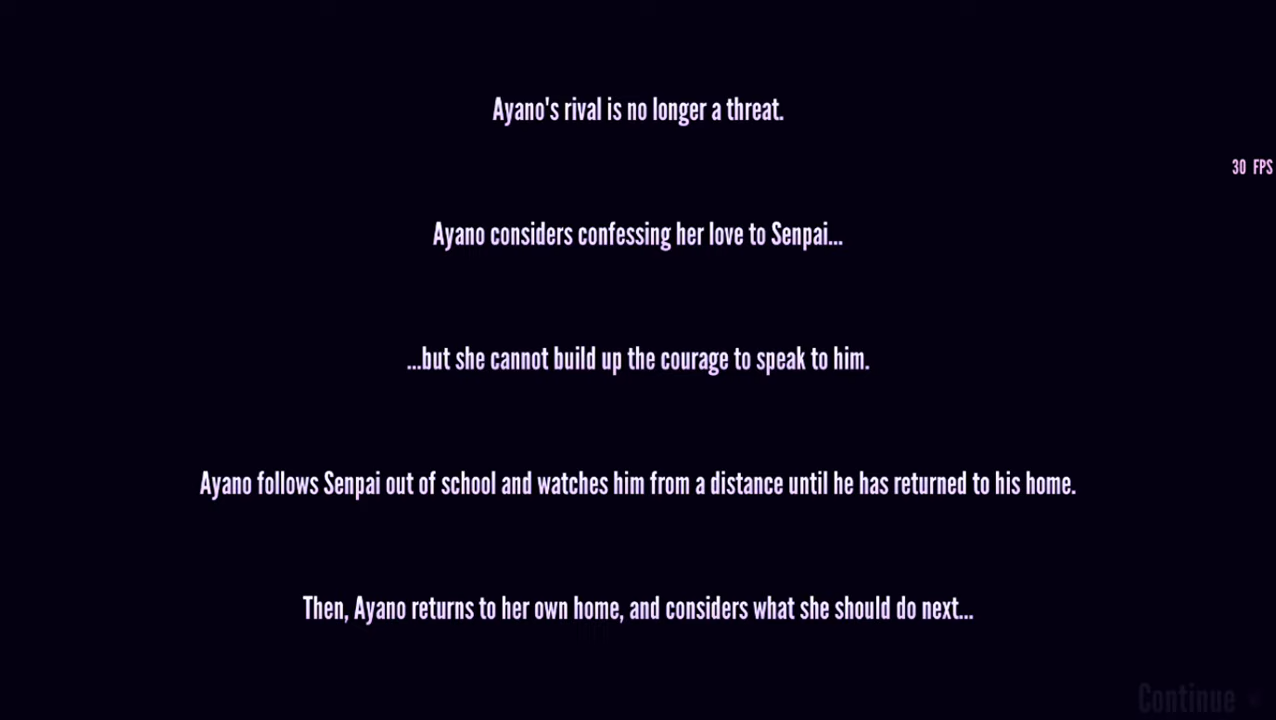 Ayano's rival is no longer a threat.
30 FPS
Ayano considers confessing her love to Senpai...
...but she cannot build up the courage to speak to him.
Ayano follows Senpai out of school and watches him from a distance until he has returned to his home.
Then, Ayano returns to her own home, and considers what she should do next...
Continue